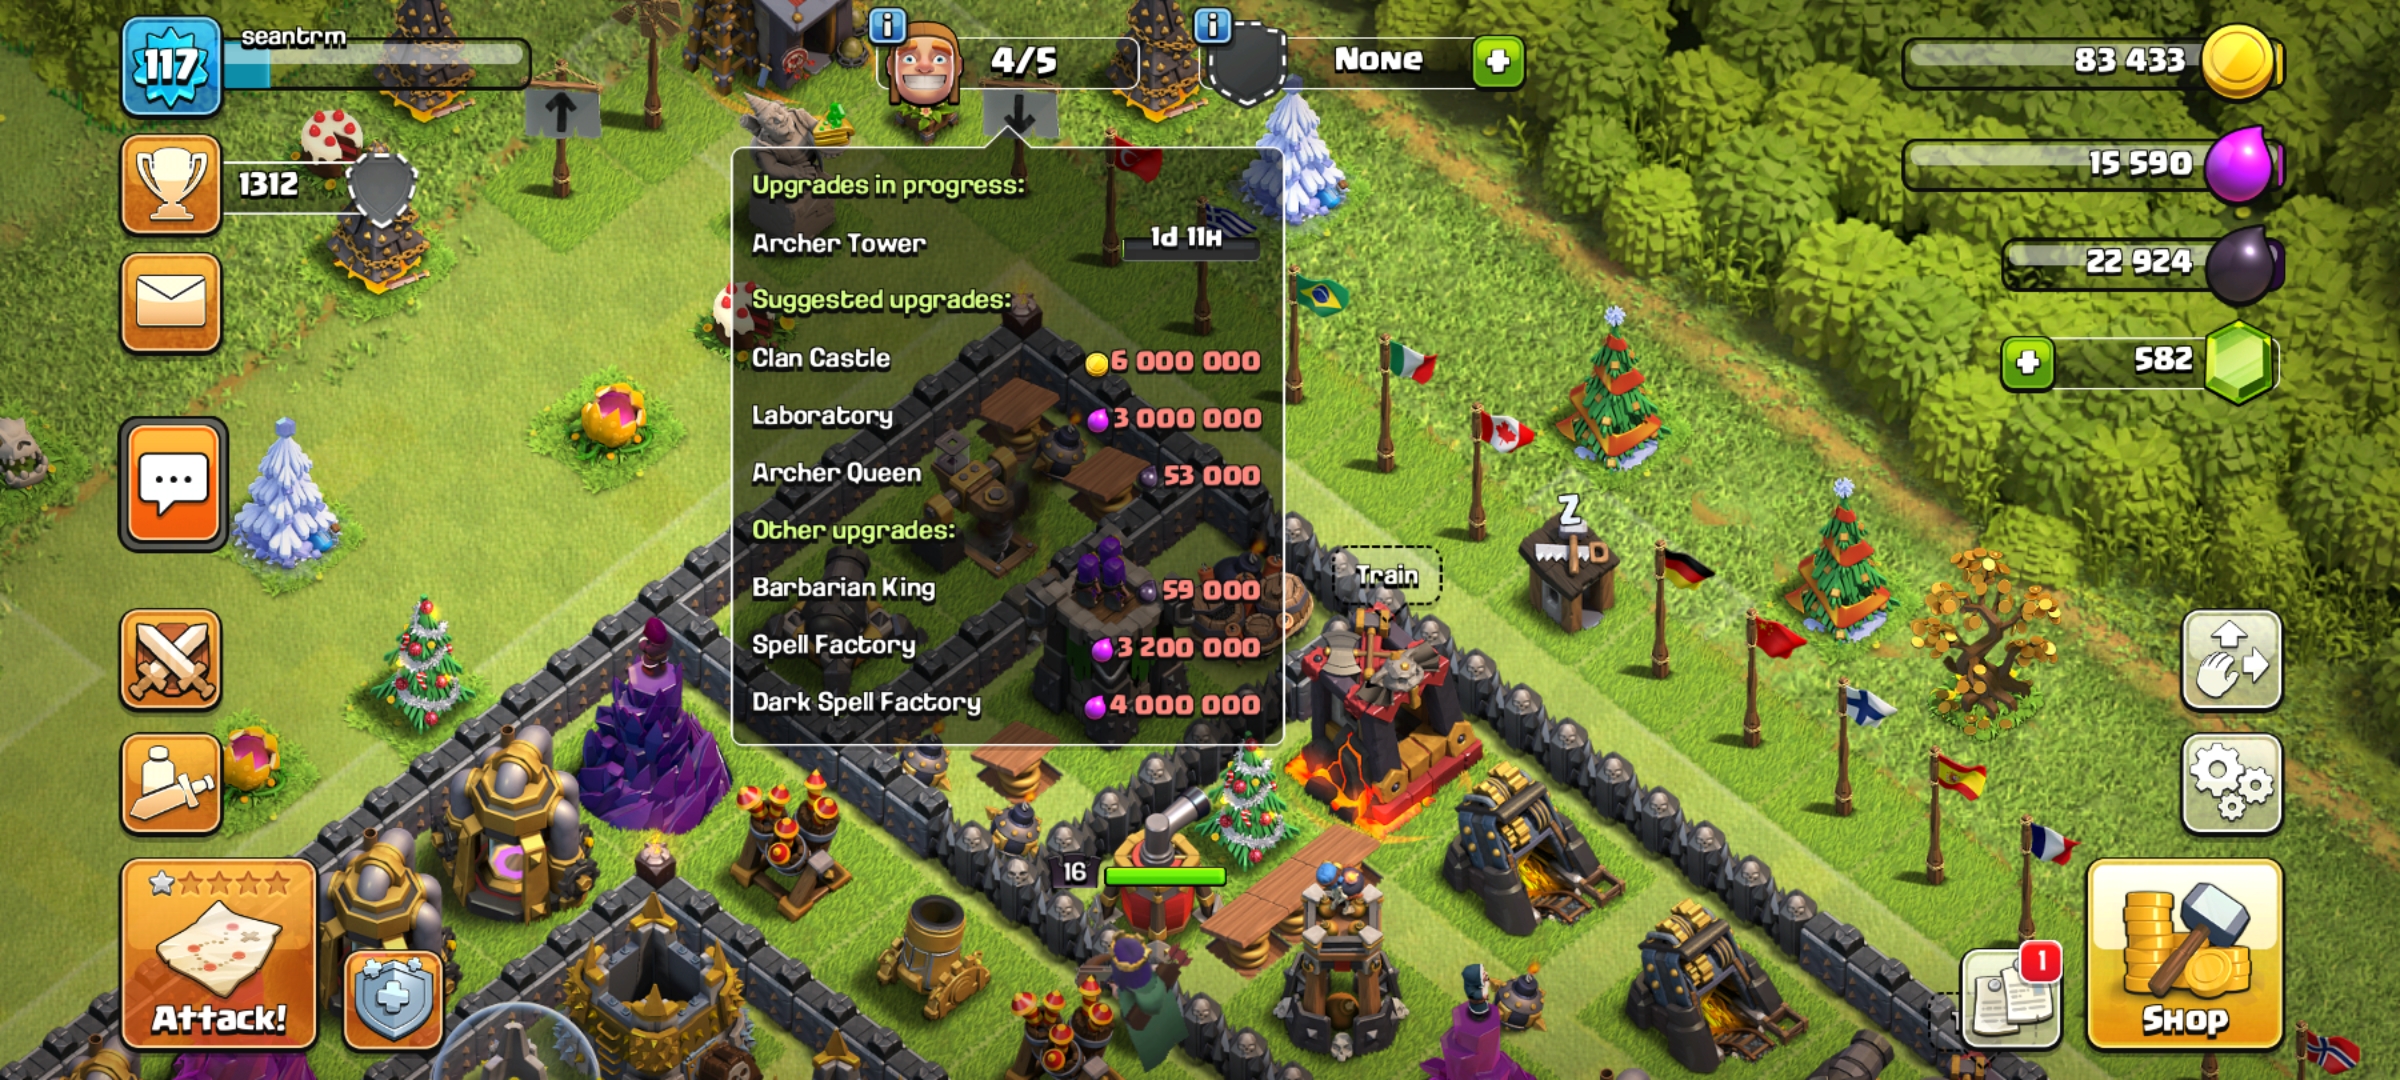 117
seantrm
4/5
None
83 433
1312
15 590
22 924
582
Upgrades in progress:
Archer Tower 1d 11H
Suggested upgrades:
Clan Castle 6 000 000
Laboratory 3 000 000
Archer Queen 53 000
Other upgrades:
Barbarian King 59 000
Spell Factory 3 200 000
Dark Spell Factory 4 000 000
Z
Train
16
Attack!
1
Shop